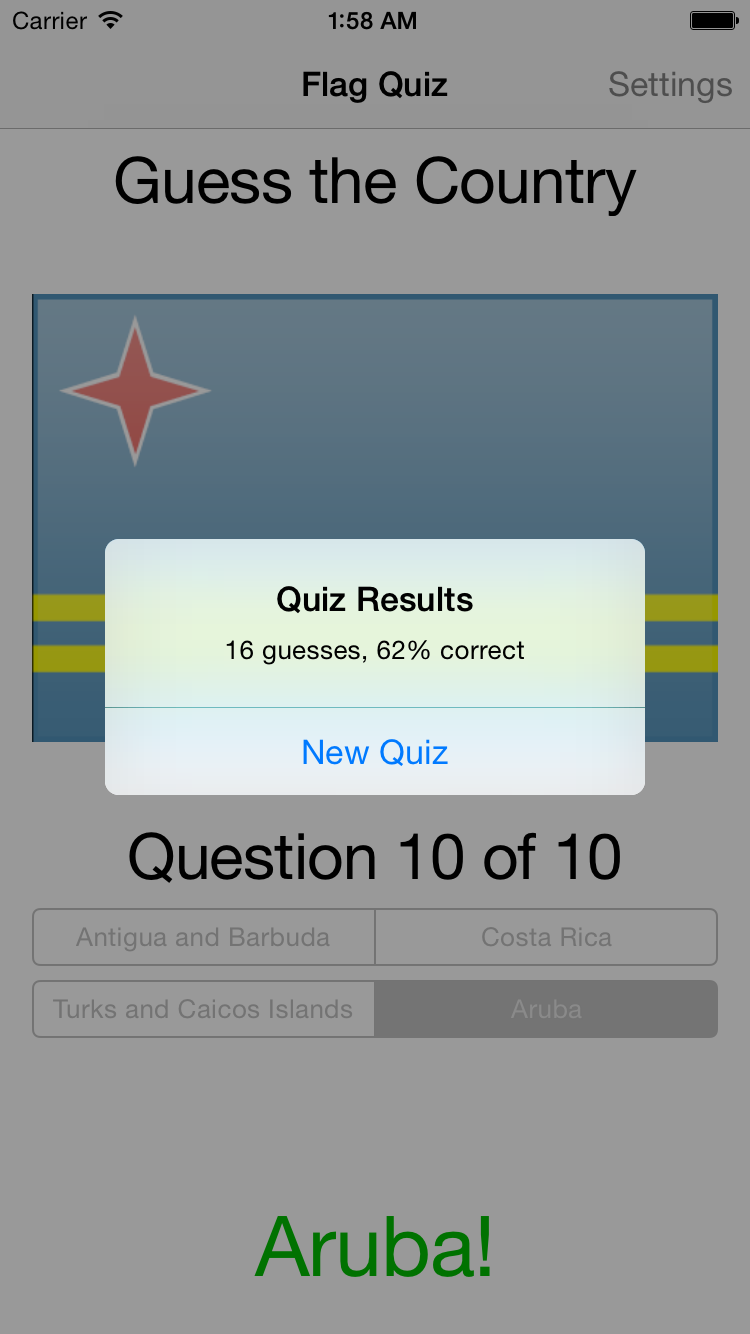 Carrier 1:58 AM
Flag Quiz Settings
Guess the Country
Quiz Results
16 guesses, 62% correct
New Quiz
Question 10 of 10
Antigua and Barbuda Costa Rica
Turks and Caicos Islands Aruba
Aruba!